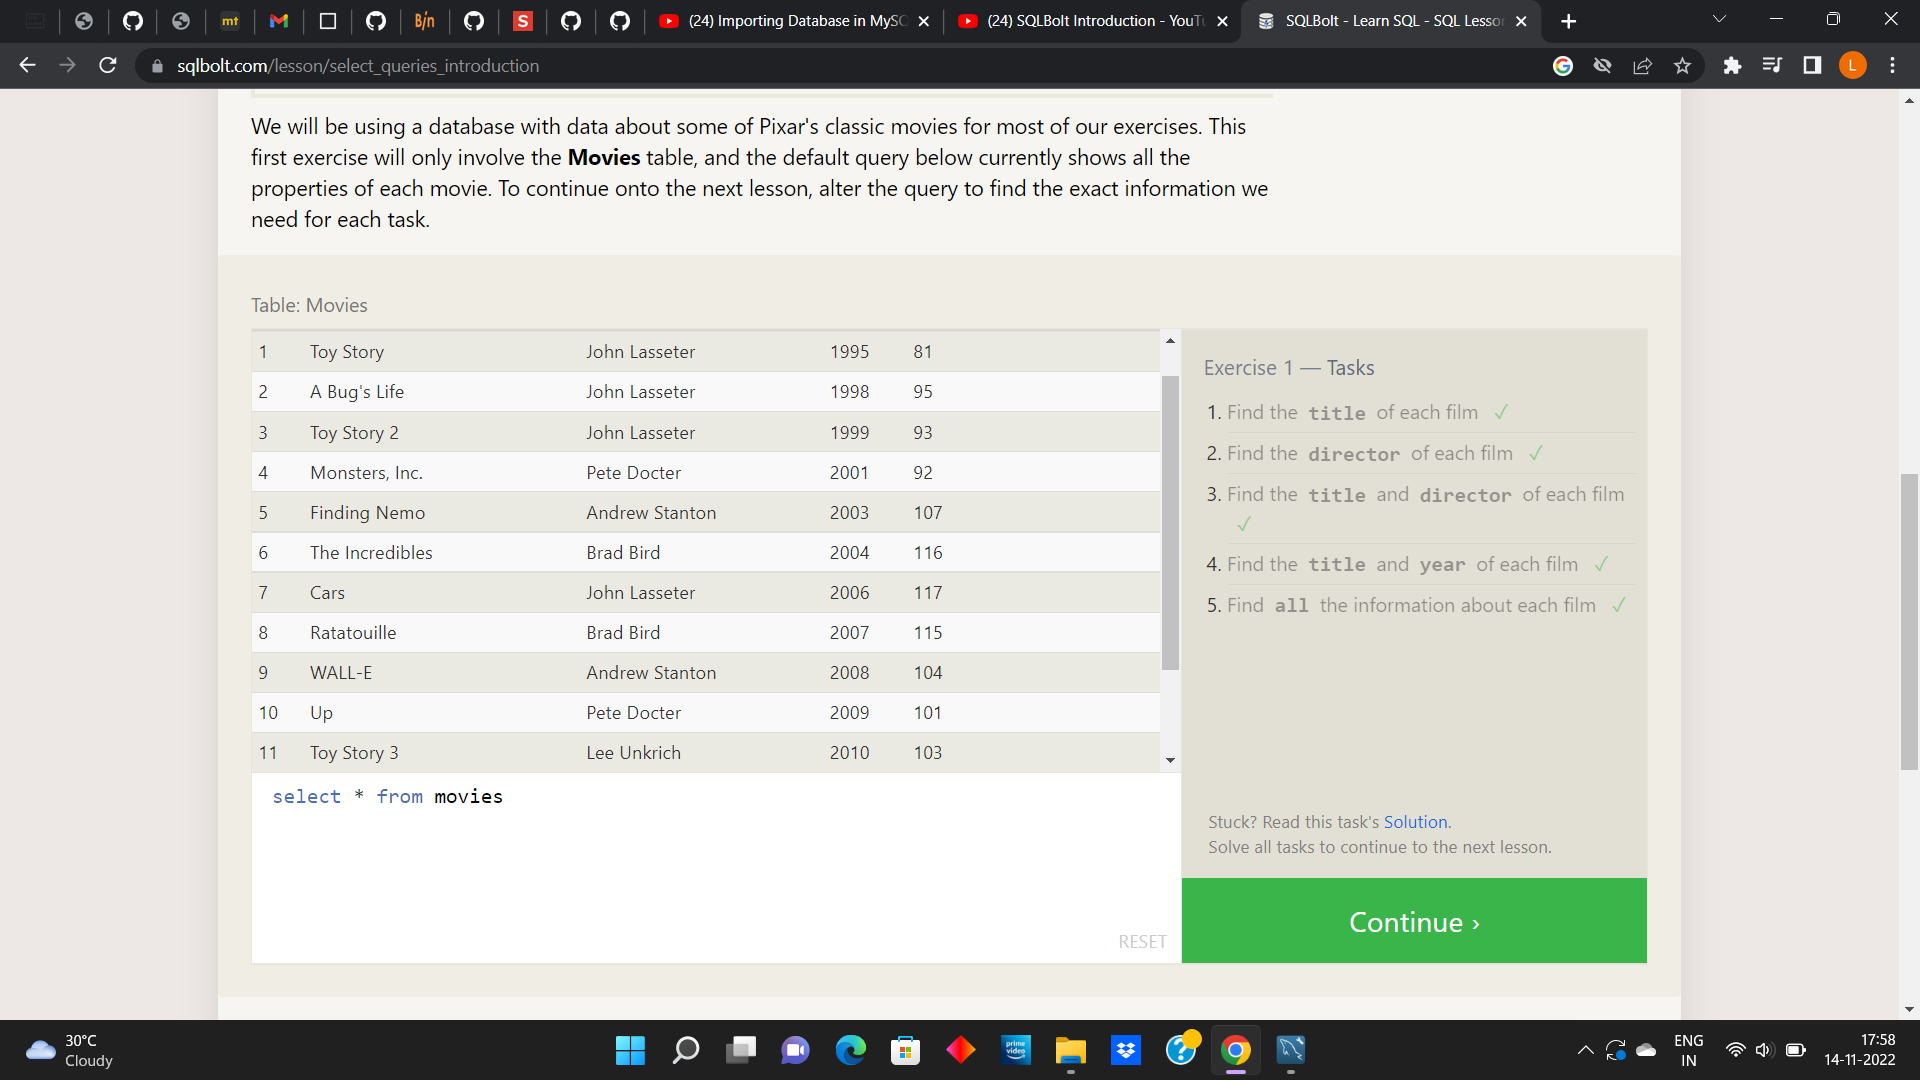 mt
B/n
S
(24) Importing Database in MySQ
(24) SQLBolt Introduction - YouTu
SQLBolt - Learn SQL - SQL Lesson
sqlbolt.com/lesson/select_queries_introduction
L
We will be using a database with data about some of Pixar's classic movies for most of our exercises. This
first exercise will only involve the Movies table, and the default query below currently shows all the
properties of each movie. To continue onto the next lesson, alter the query to find the exact information we
need for each task.
Table: Movies
1 Toy Story John Lasseter 1995 81
2 A Bug's Life John Lasseter 1998 95
3 Toy Story 2 John Lasseter 1999 93
4 Monsters, Inc. Pete Docter 2001 92
5 Finding Nemo Andrew Stanton 2003 107
6 The Incredibles Brad Bird 2004 116
7 Cars John Lasseter 2006 117
8 Ratatouille Brad Bird 2007 115
9 WALL-E Andrew Stanton 2008 104
10 Up Pete Docter 2009 101
11 Toy Story 3 Lee Unkrich 2010 103
select * from movies
RESET
Exercise 1 — Tasks
1. Find the title of each film ✓
2. Find the director of each film ✓
3. Find the title and director of each film
✓
4. Find the title and year of each film ✓
5. Find all the information about each film ✓
Stuck? Read this task's Solution.
Solve all tasks to continue to the next lesson.
Continue ›
30°C
Cloudy
prime
video
ENG
IN
17:58
14-11-2022